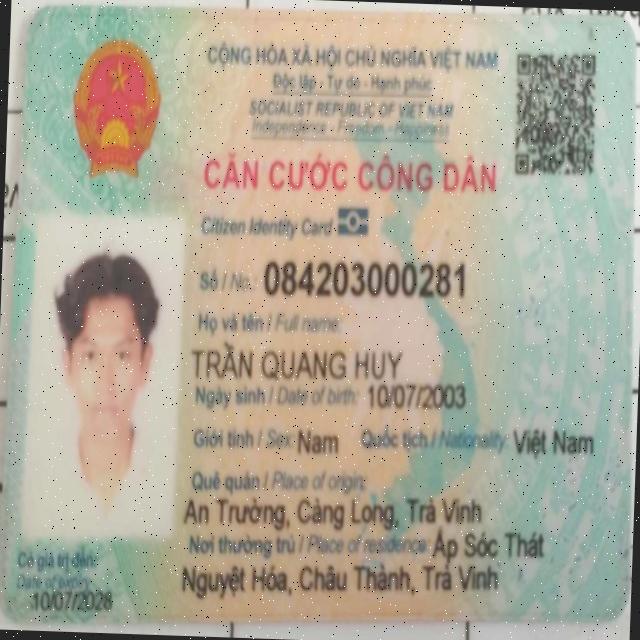 CỘNG HÒA XÃ HỘI CHỦ NGHĨA VIỆT NAM
Độc lập - Tự do - Hạnh phúc
SOCIALIST REPUBLIC OF VIET NAM
Independence - Freedom - Happiness
CĂN CƯỚC CÔNG DÂN
Citizen Identity Card
Số / No.: 084203000281
Họ và tên / Full name:
TRẦN QUANG HUY
Ngày sinh / Date of birth: 10/07/2003
Giới tính / Sex: Nam Quốc tịch / Nationality: Việt Nam
Quê quán / Place of origin:
An Trường, Càng Long, Trà Vinh
Nơi thường trú / Place of residence: Ấp Sóc Thát
Nguyệt Hóa, Châu Thành, Trà Vinh
Có giá trị đến:
Date of expiry:
10/07/2028